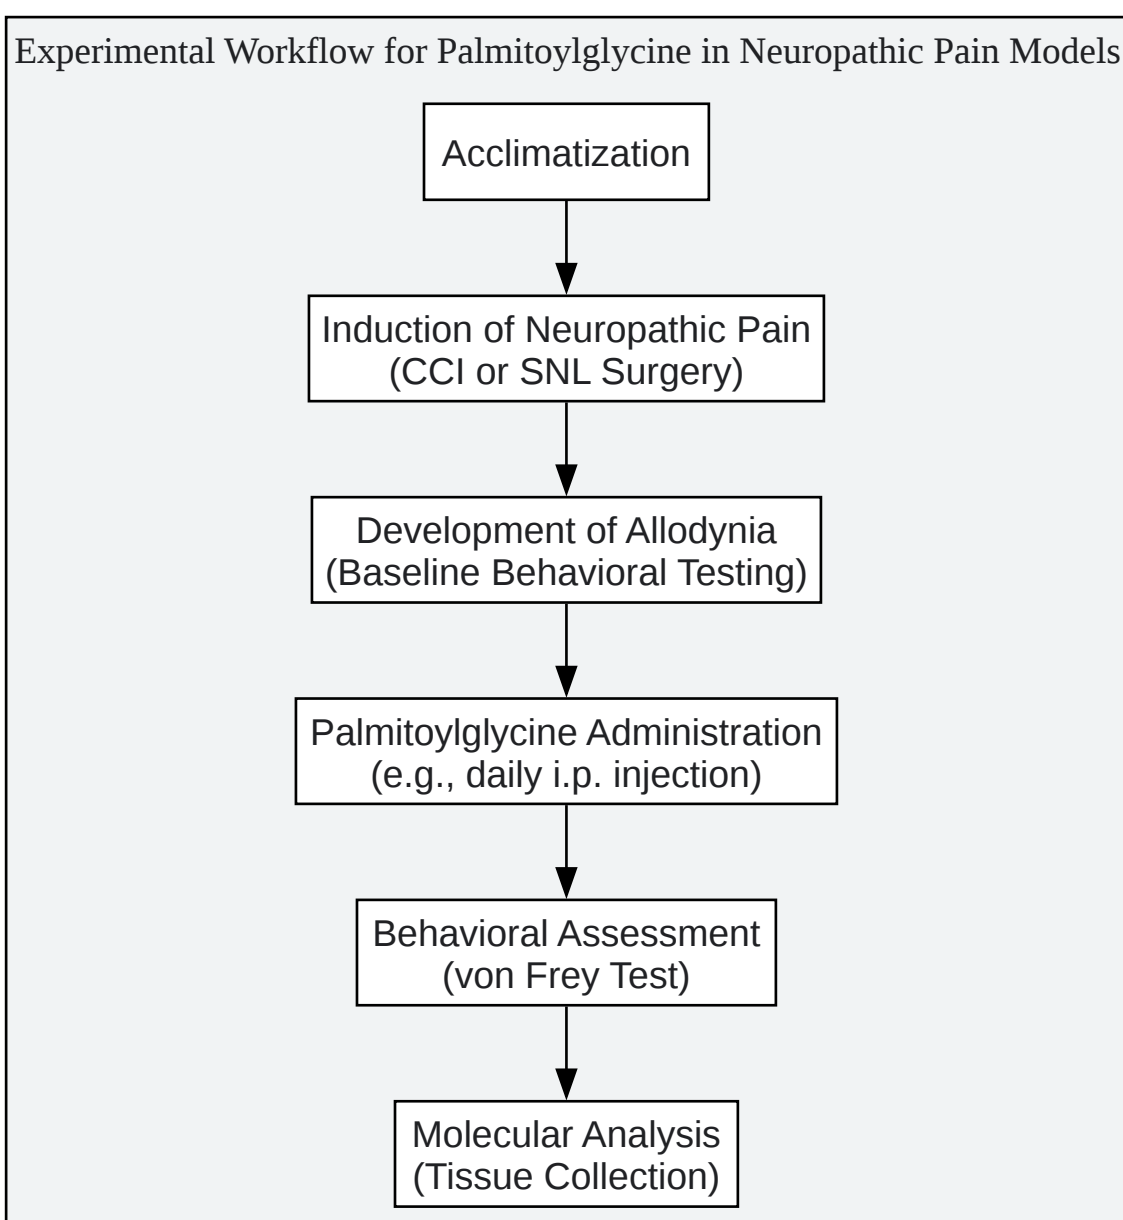 Experimental Workflow for Palmitoylglycine in Neuropathic Pain Models
Acclimatization
Induction of Neuropathic Pain
(CCI or SNL Surgery)
Development of Allodynia
(Baseline Behavioral Testing)
Palmitoylglycine Administration
(e.g., daily i.p. injection)
Behavioral Assessment
(von Frey Test)
Molecular Analysis
(Tissue Collection)